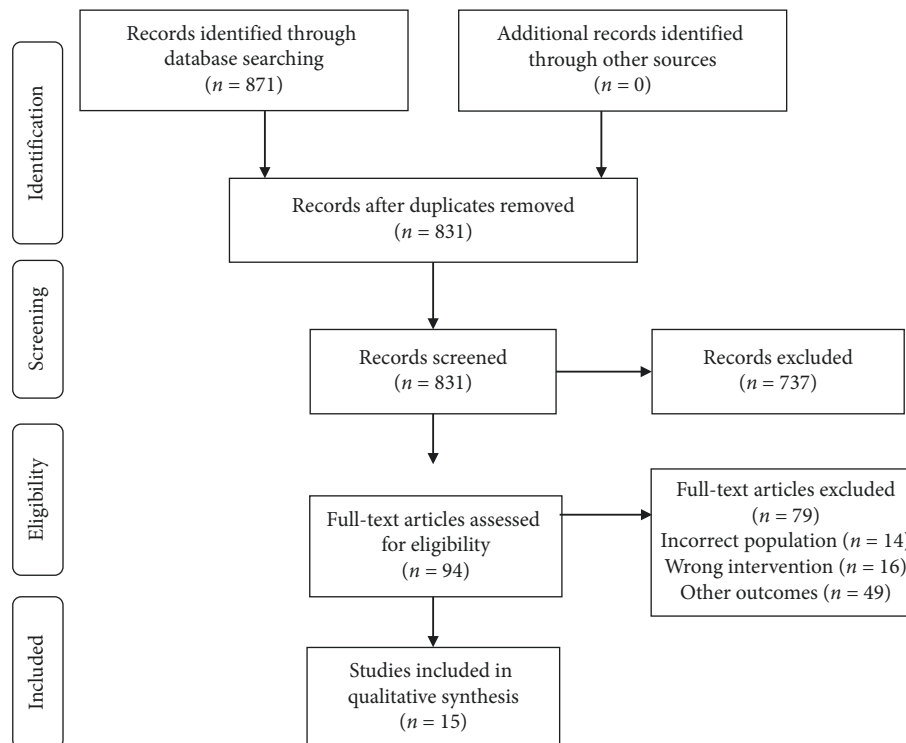 Identification
Records identified through
database searching
(n = 871)
Additional records identified
through other sources
(n = 0)
Records after duplicates removed
(n = 831)
Screening
Records screened
(n = 831)
Records excluded
(n = 737)
Eligibility
Full-text articles assessed
for eligibility
(n = 94)
Full-text articles excluded
(n = 79)
Incorrect population (n = 14)
Wrong intervention (n = 16)
Other outcomes (n = 49)
Included
Studies included in
qualitative synthesis
(n = 15)